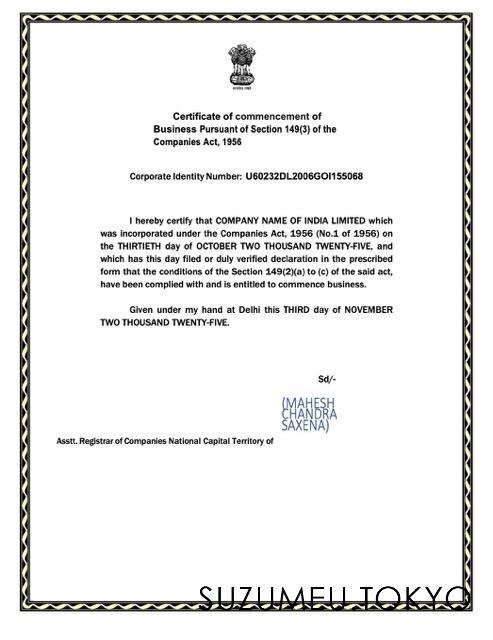 Certificate of commencement of
Business Pursuant of Section 149(3) of the
Companies Act, 1956
Corporate Identity Number: U60232DL2006GOI155068
I hereby certify that COMPANY NAME OF INDIA LIMITED which
was incorporated under the Companies Act, 1956 (No.1 of 1956) on
the THIRTIETH day of OCTOBER TWO THOUSAND TWENTY-FIVE, and
which has this day filed or duly verified declaration in the prescribed
form that the conditions of the Section 149(2)(a) to (c) of the said act,
have been complied with and is entitled to commence business.
Given under my hand at Delhi this THIRD day of NOVEMBER
TWO THOUSAND TWENTY-FIVE.
Sd/-
(MAHESH
CHANDRA
SAXENA)
Asstt. Registrar of Companies National Capital Territory of
SUZUMEU TOKYO